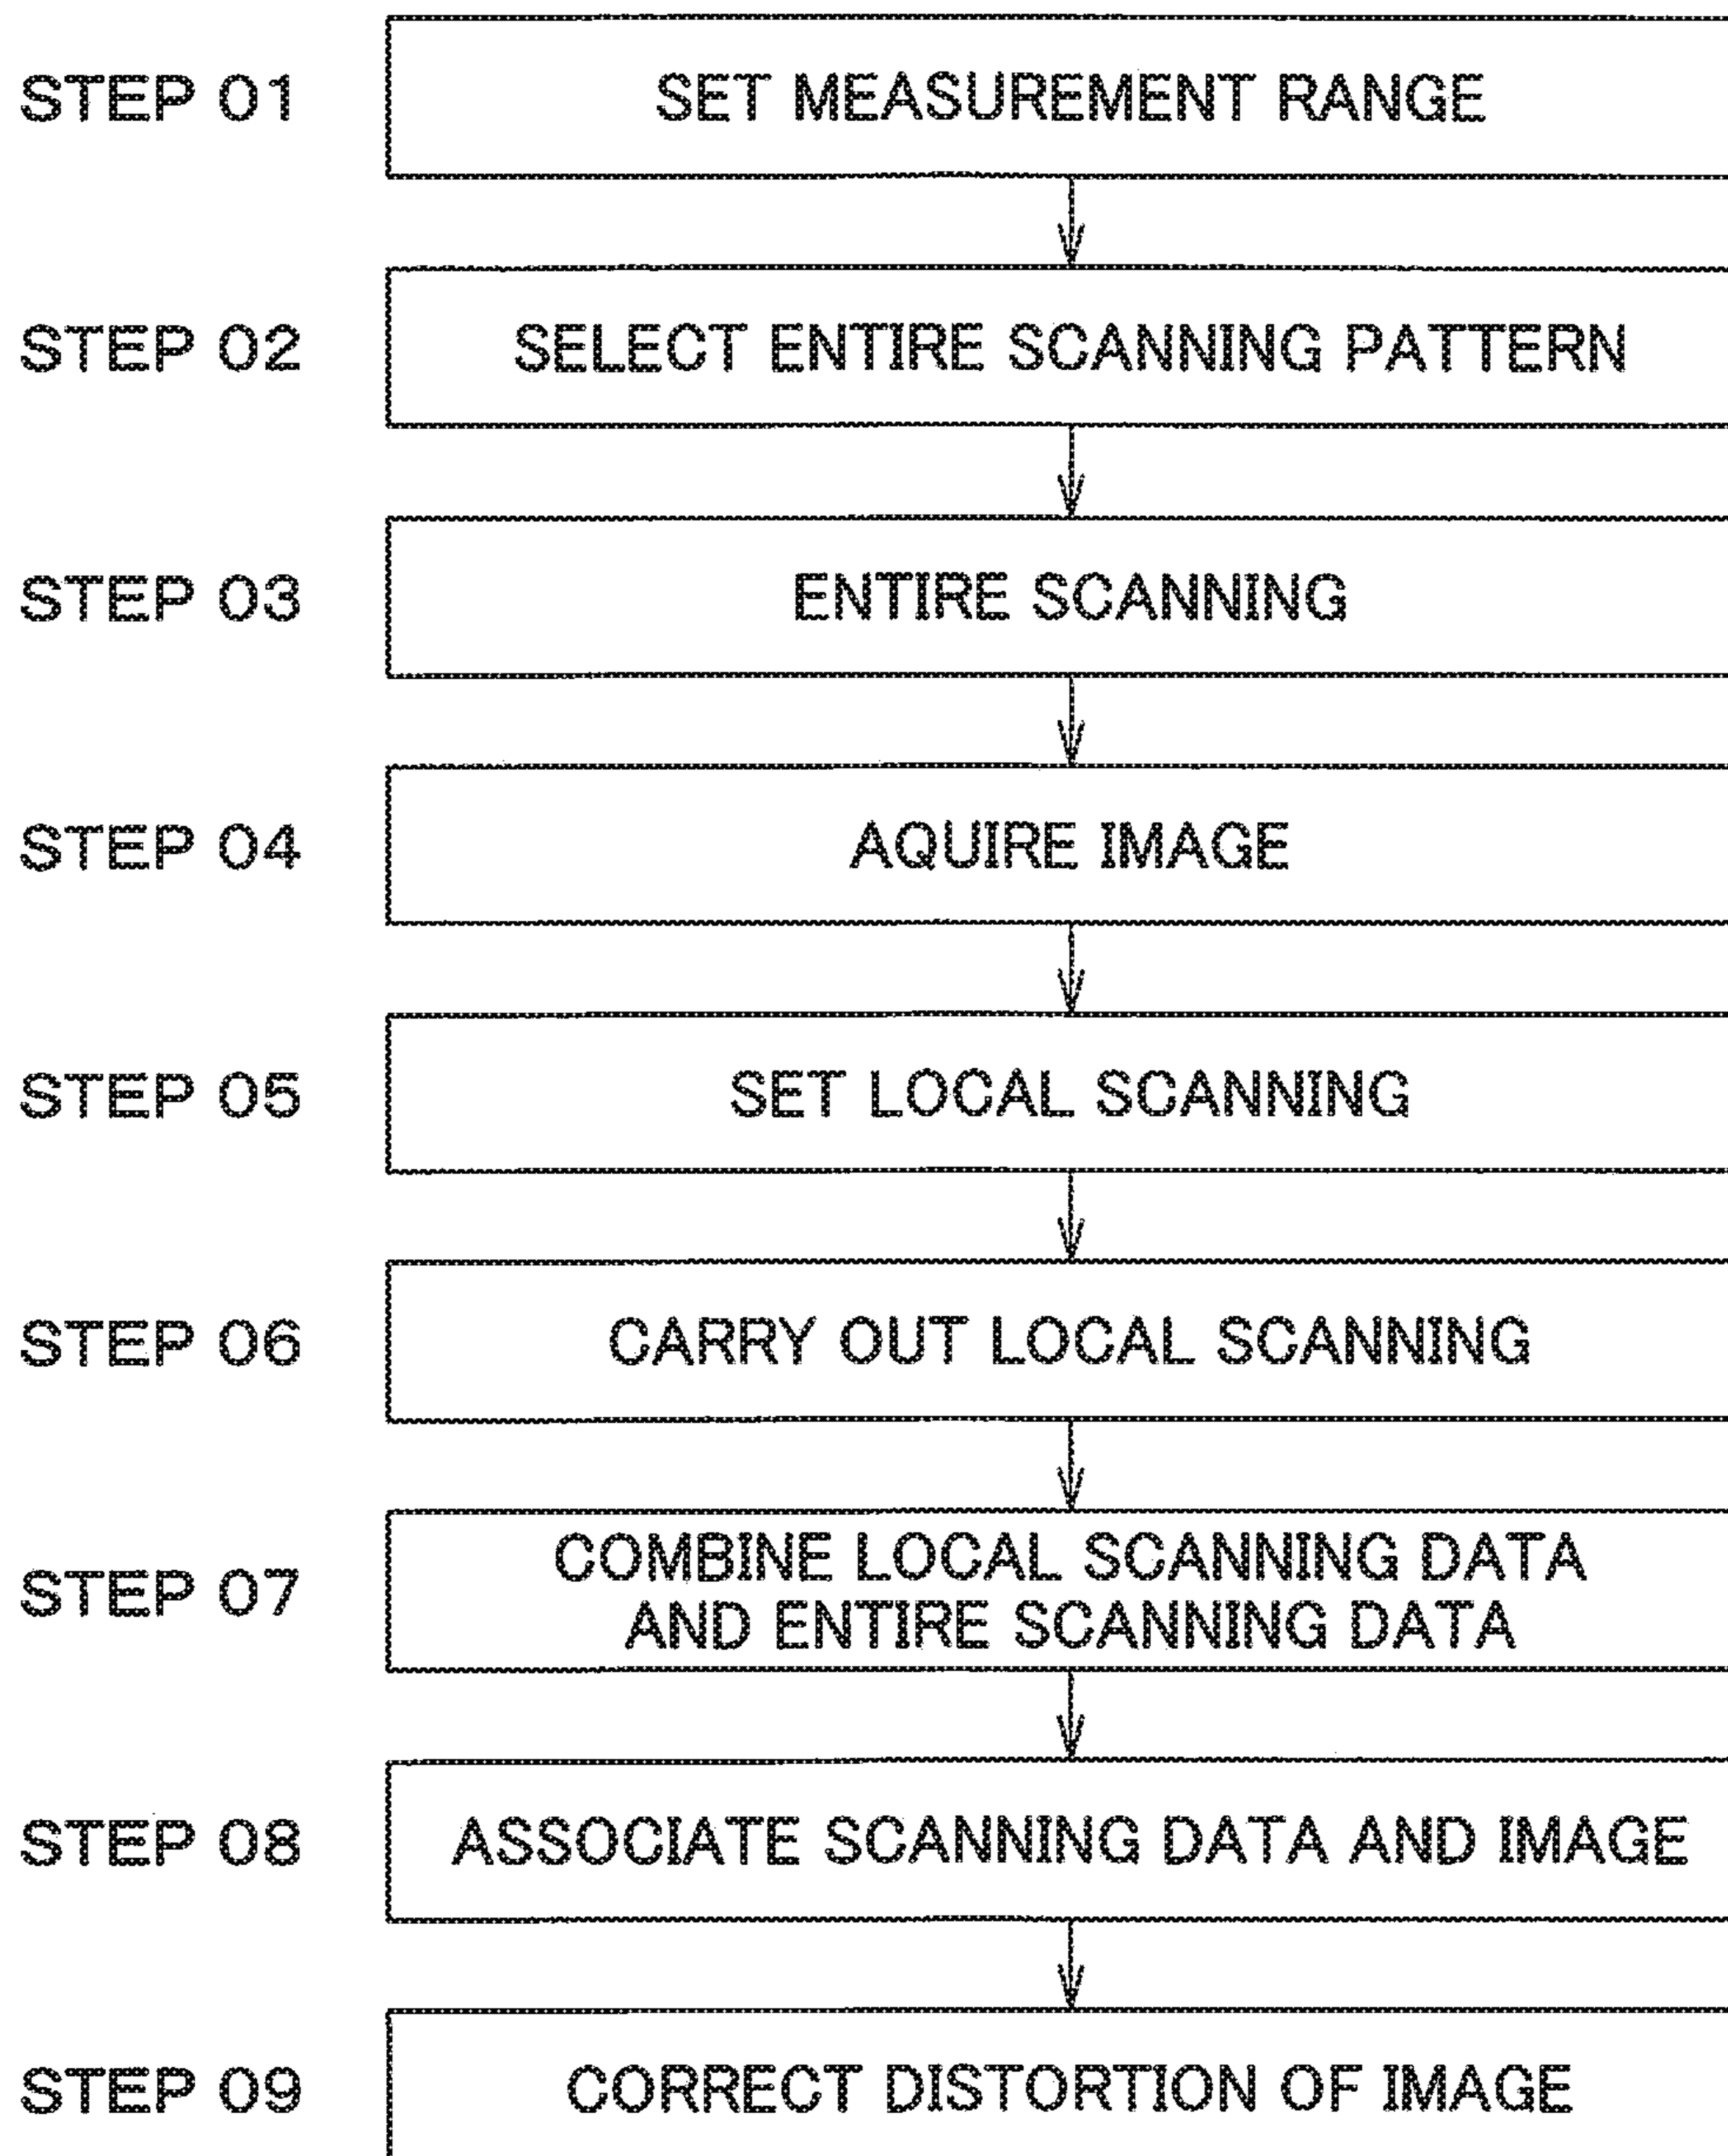 STEP 01 SET MEASUREMENT RANGE
STEP 02 SELECT ENTIRE SCANNING PATTERN
STEP 03 ENTIRE SCANNING
STEP 04 AQUIRE IMAGE
STEP 05 SET LOCAL SCANNING
STEP 06 CARRY OUT LOCAL SCANNING
STEP 07 COMBINE LOCAL SCANNING DATA
AND ENTIRE SCANNING DATA
STEP 08 ASSOCIATE SCANNING DATA AND IMAGE
STEP 09 CORRECT DISTORTION OF IMAGE